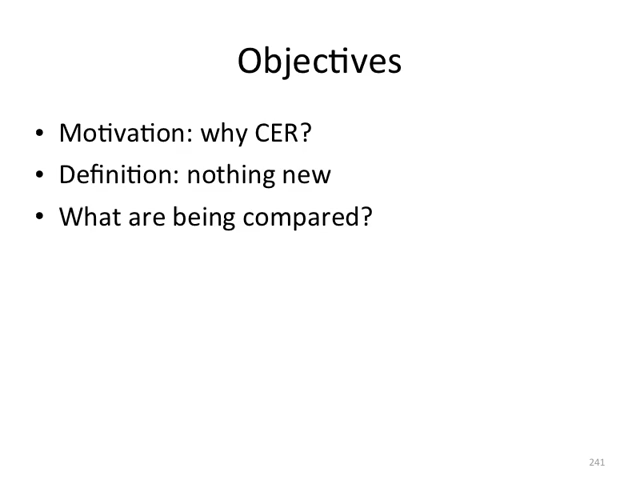 Objectives
• Motivation: why CER?
• Definition: nothing new
• What are being compared?
241